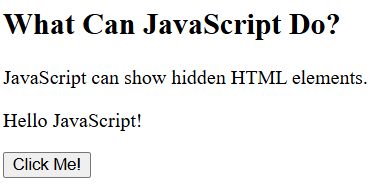 What Can JavaScript Do?
JavaScript can show hidden HTML elements.
Hello JavaScript!
Click Me!